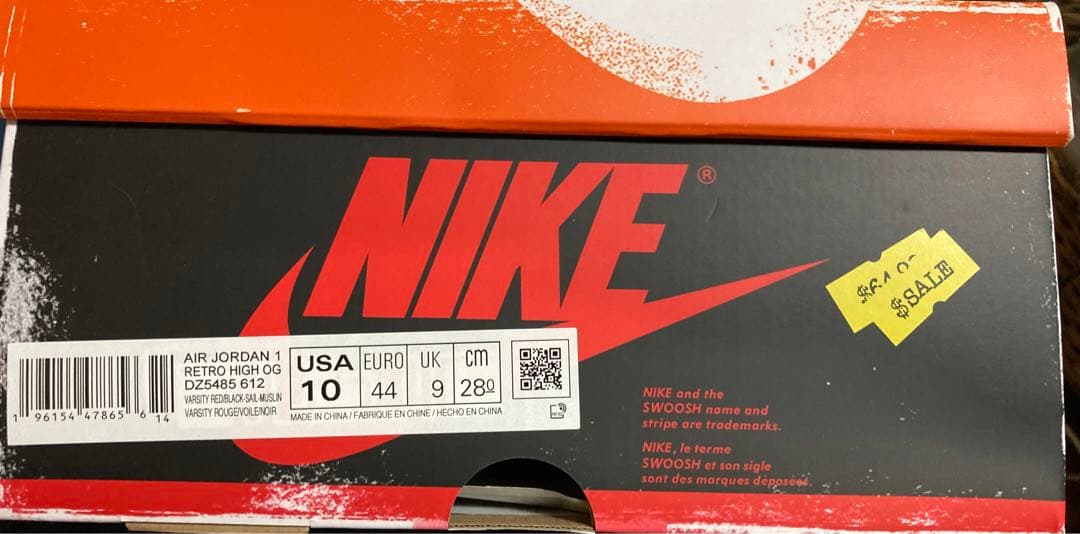 NIKE®
$SALE
AIR JORDAN 1
RETRO HIGH OG
DZ5485 612
VARSITY RED/BLACK-SAIL-MUSLIN
VARSITY ROUGE/VOILE/NOIR
1 96154 47865 6 14
USA EURO UK cm
10 44 9 28⁰
MADE IN CHINA / FABRIQUE EN CHINE / HECHO EN CHINA
NIKE and the
SWOOSH name and
stripe are trademarks.
NIKE, le terme
SWOOSH et son sigle
sont des marques déposées.